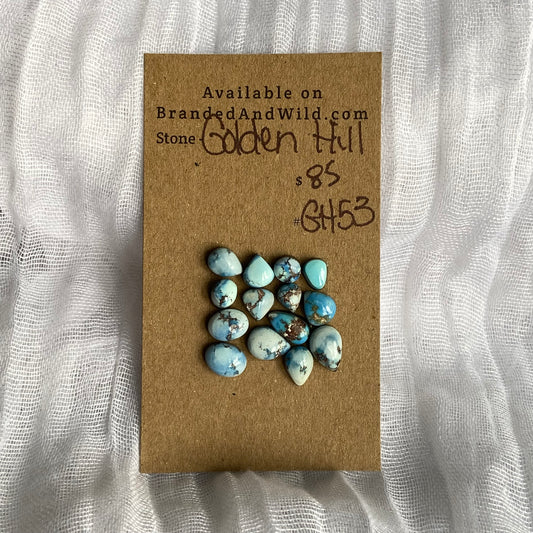 Available on
BrandedAndWild.com
Stone Golden Hill
$ 85
#GH53